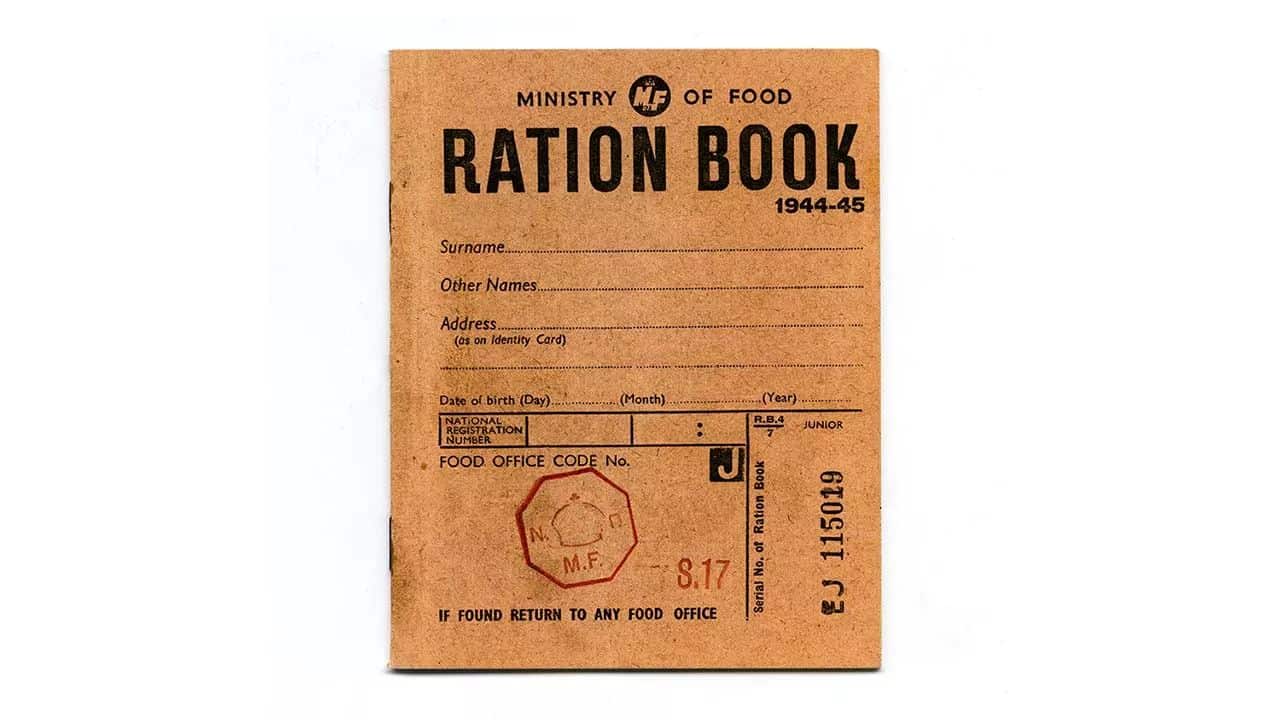 MINISTRY MF OF FOOD
RATION BOOK
1944-45
Surname
Other Names
Address
(as on Identity Card)
Date of birth (Day) (Month) (Year)
NATIONAL
REGISTRATION
NUMBER
:
R.B.4
7
JUNIOR
FOOD OFFICE CODE No.
J
N.
M.F.
S.17
IF FOUND RETURN TO ANY FOOD OFFICE
Serial No. of Ration Book
EJ 115019